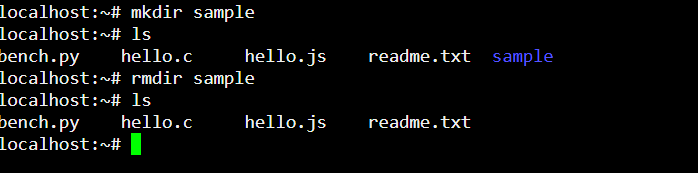 localhost:~# mkdir sample
localhost:~# ls
bench.py    hello.c     hello.js    readme.txt  sample
localhost:~# rmdir sample
localhost:~# ls
bench.py    hello.c     hello.js    readme.txt
localhost:~#